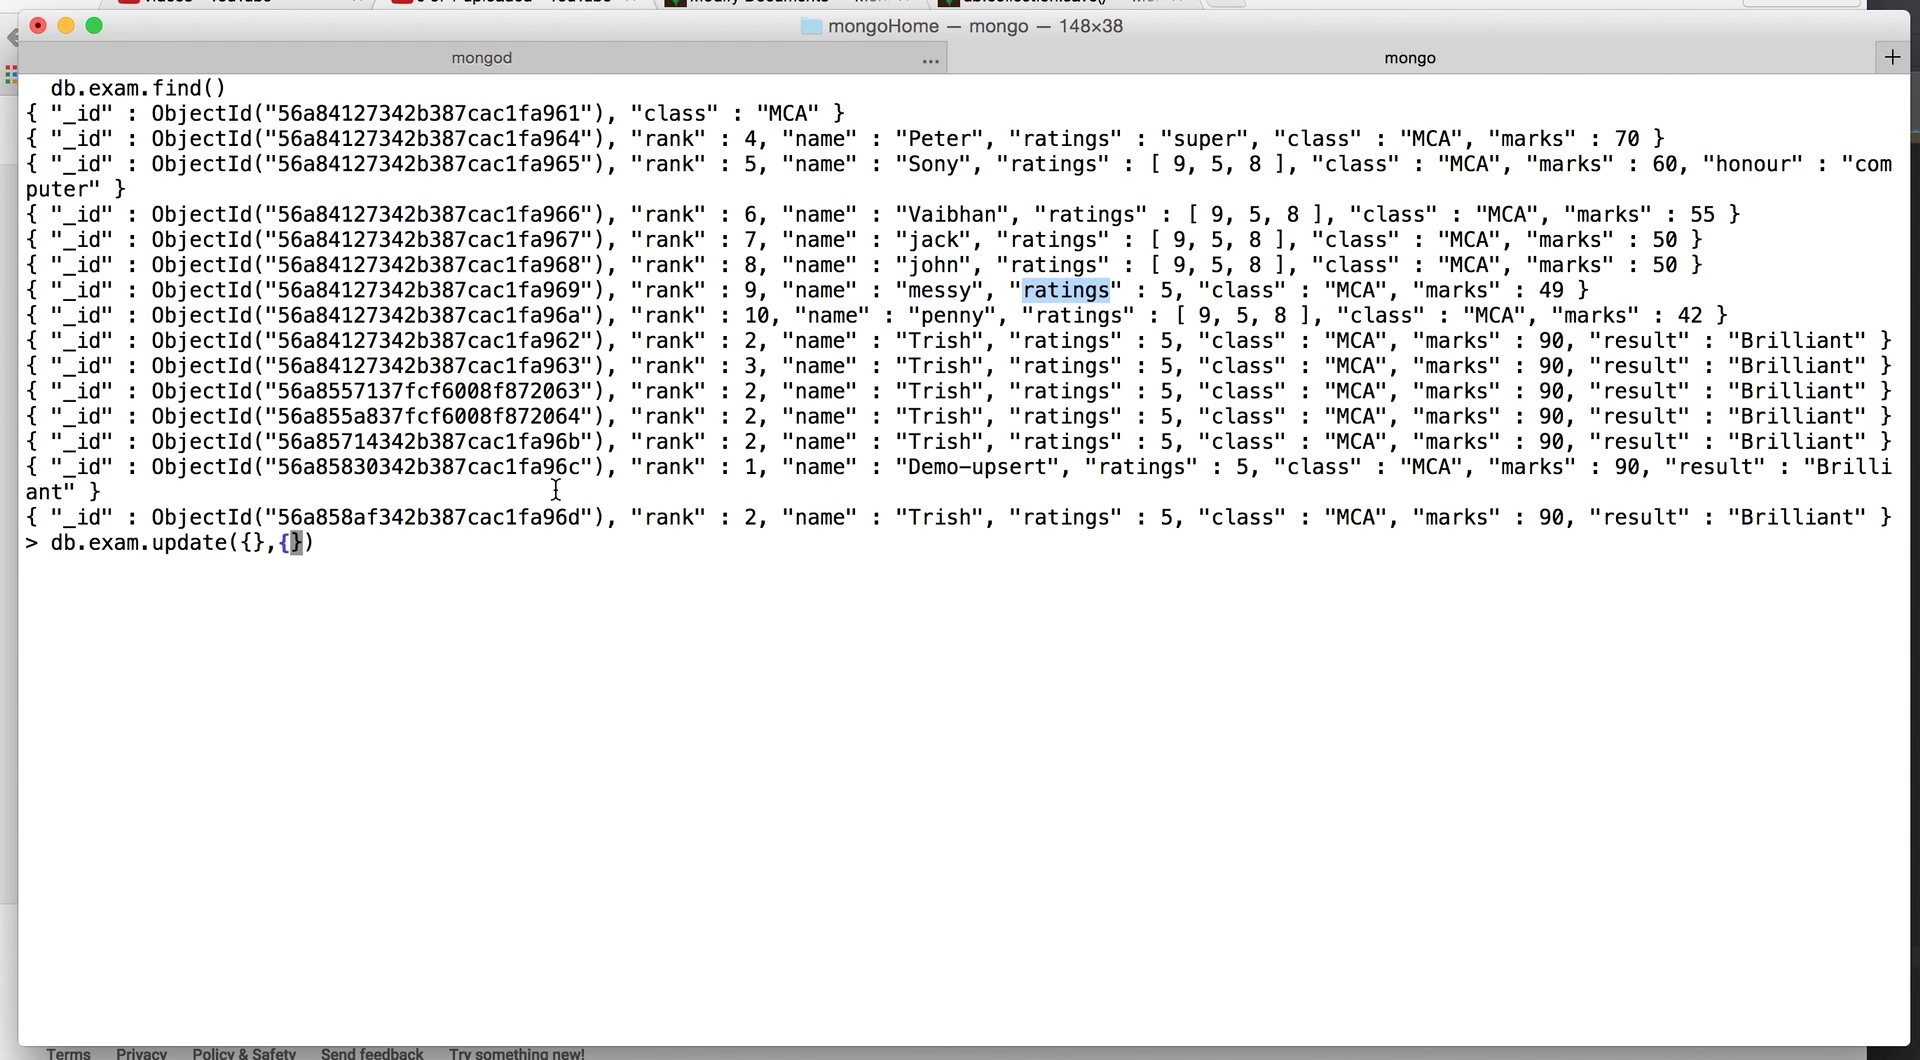 mongoHome — mongo — 148×38
mongod
...
mongo
+
db.exam.find()
{ "_id" : ObjectId("56a84127342b387cac1fa961"), "class" : "MCA" }
{ "_id" : ObjectId("56a84127342b387cac1fa964"), "rank" : 4, "name" : "Peter", "ratings" : "super", "class" : "MCA", "marks" : 70 }
{ "_id" : ObjectId("56a84127342b387cac1fa965"), "rank" : 5, "name" : "Sony", "ratings" : [ 9, 5, 8 ], "class" : "MCA", "marks" : 60, "honour" : "com
puter" }
{ "_id" : ObjectId("56a84127342b387cac1fa966"), "rank" : 6, "name" : "Vaibhan", "ratings" : [ 9, 5, 8 ], "class" : "MCA", "marks" : 55 }
{ "_id" : ObjectId("56a84127342b387cac1fa967"), "rank" : 7, "name" : "jack", "ratings" : [ 9, 5, 8 ], "class" : "MCA", "marks" : 50 }
{ "_id" : ObjectId("56a84127342b387cac1fa968"), "rank" : 8, "name" : "john", "ratings" : [ 9, 5, 8 ], "class" : "MCA", "marks" : 50 }
{ "_id" : ObjectId("56a84127342b387cac1fa969"), "rank" : 9, "name" : "messy", "ratings" : 5, "class" : "MCA", "marks" : 49 }
{ "_id" : ObjectId("56a84127342b387cac1fa96a"), "rank" : 10, "name" : "penny", "ratings" : [ 9, 5, 8 ], "class" : "MCA", "marks" : 42 }
{ "_id" : ObjectId("56a84127342b387cac1fa962"), "rank" : 2, "name" : "Trish", "ratings" : 5, "class" : "MCA", "marks" : 90, "result" : "Brilliant" }
{ "_id" : ObjectId("56a84127342b387cac1fa963"), "rank" : 3, "name" : "Trish", "ratings" : 5, "class" : "MCA", "marks" : 90, "result" : "Brilliant" }
{ "_id" : ObjectId("56a8557137fcf6008f872063"), "rank" : 2, "name" : "Trish", "ratings" : 5, "class" : "MCA", "marks" : 90, "result" : "Brilliant" }
{ "_id" : ObjectId("56a855a837fcf6008f872064"), "rank" : 2, "name" : "Trish", "ratings" : 5, "class" : "MCA", "marks" : 90, "result" : "Brilliant" }
{ "_id" : ObjectId("56a85714342b387cac1fa96b"), "rank" : 2, "name" : "Trish", "ratings" : 5, "class" : "MCA", "marks" : 90, "result" : "Brilliant" }
{ "_id" : ObjectId("56a85830342b387cac1fa96c"), "rank" : 1, "name" : "Demo-upsert", "ratings" : 5, "class" : "MCA", "marks" : 90, "result" : "Brilli
ant" }
{ "_id" : ObjectId("56a858af342b387cac1fa96d"), "rank" : 2, "name" : "Trish", "ratings" : 5, "class" : "MCA", "marks" : 90, "result" : "Brilliant" }
> db.exam.update({},{})
Terms Privacy Policy & Safety Send feedback Try something new!